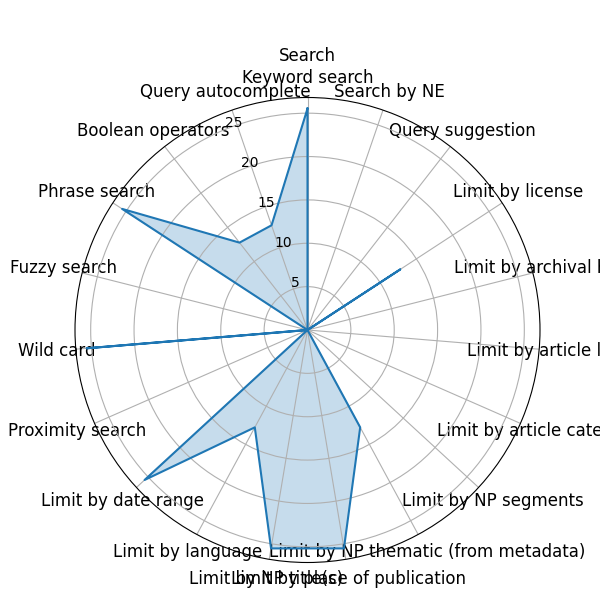 Search
Keyword search
Query autocomplete
Search by NE
Boolean operators
25
Query suggestion
20
Phrase search
15
Limit by license
10
Fuzzy search
5
Limit by archival
Wild card
Limit by article
Proximity search
Limit by article cate
Limit by date range
Limit by NP segments
Limit by language
Limit by NP thematic (from metadata)
Limit by NP title(s)
Limit by place of publication